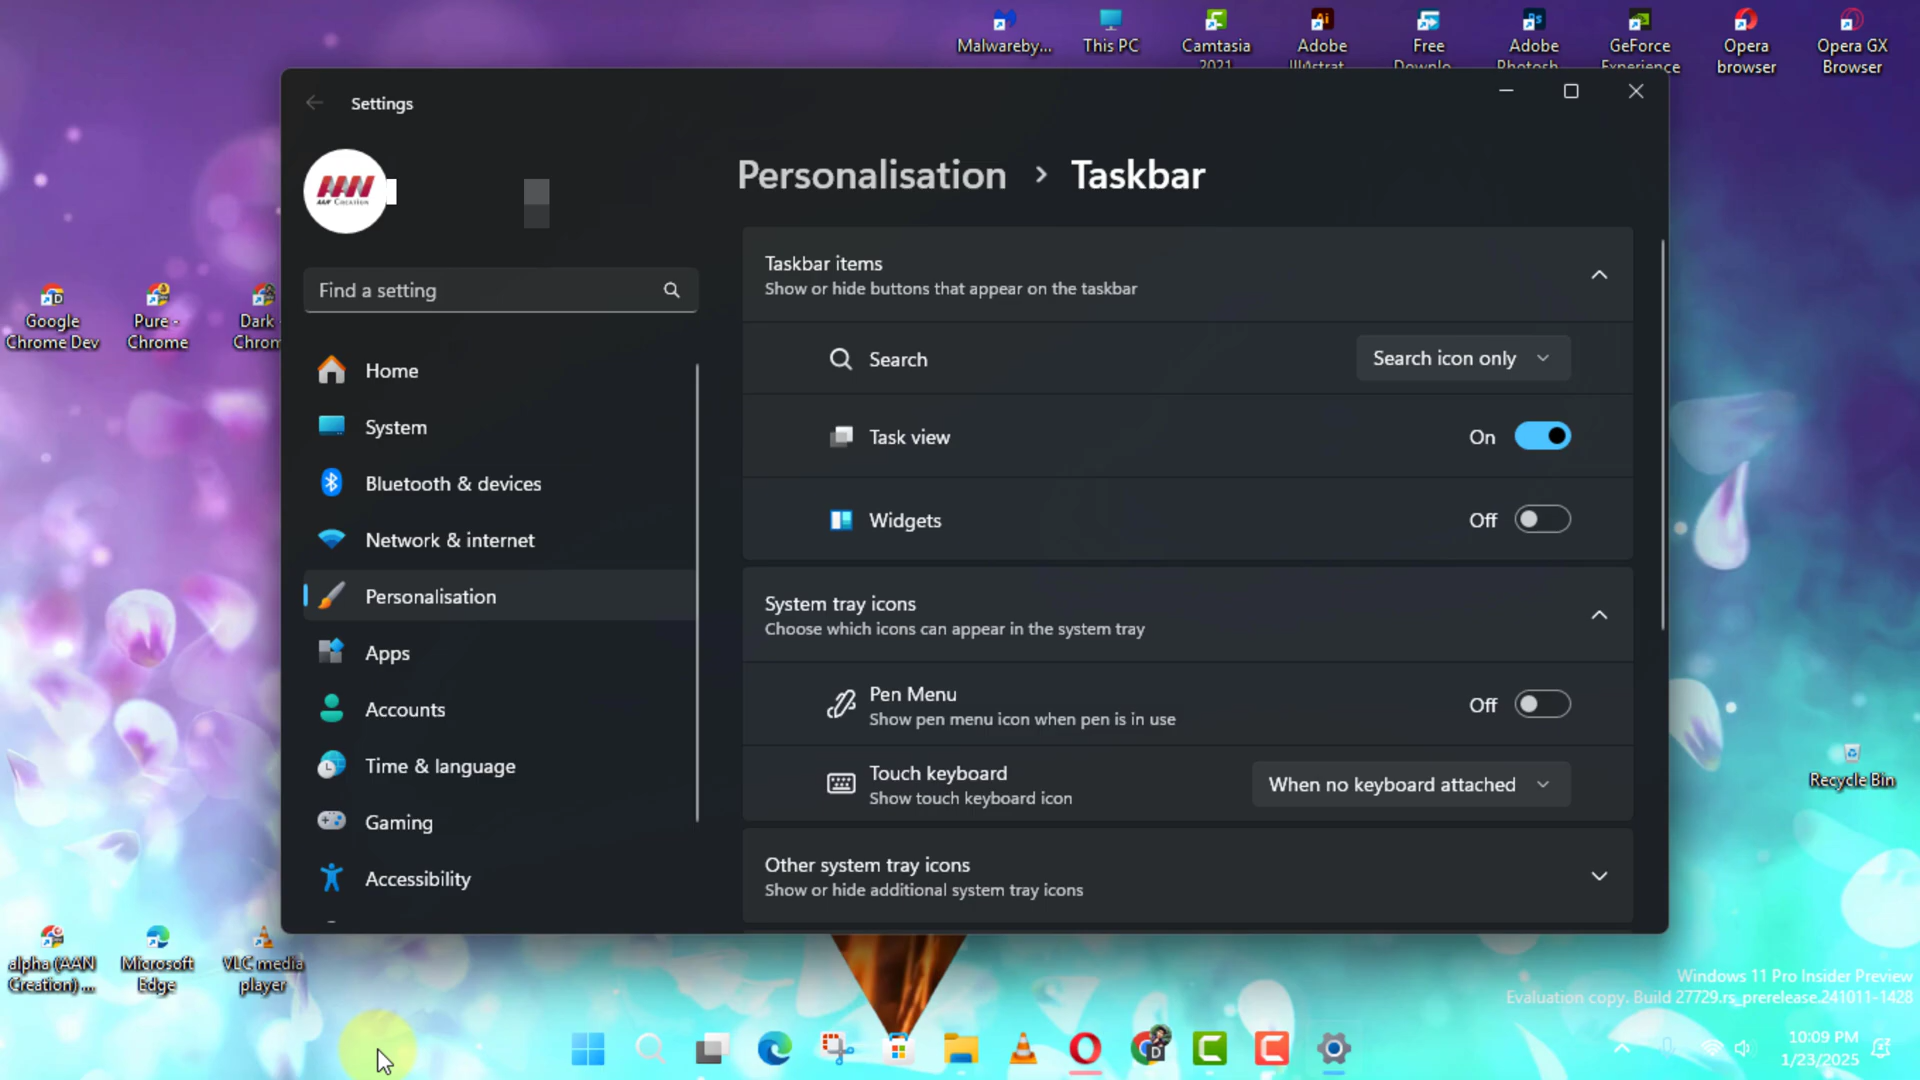 Malwareby...
This PC
Camtasia
2021
Adobe
Illustrat...
Free
Downlo...
Adobe
Photosh...
GeForce
Experience
Opera
browser
Opera GX
Browser
Settings
AAN
AAN CREATION
Personalisation › Taskbar
Find a setting
Home
System
Bluetooth & devices
Network & internet
Personalisation
Apps
Accounts
Time & language
Gaming
Accessibility
Taskbar items
Show or hide buttons that appear on the taskbar
Search
Search icon only
Task view
On
Widgets
Off
System tray icons
Choose which icons can appear in the system tray
Pen Menu
Show pen menu icon when pen is in use
Off
Touch keyboard
Show touch keyboard icon
When no keyboard attached
Other system tray icons
Show or hide additional system tray icons
Google
Chrome Dev
Pure -
Chrome
Dark
Chrom
Recycle Bin
alpha (AAN
Creation) ...
Microsoft
Edge
VLC media
player
Windows 11 Pro Insider Preview
Evaluation copy. Build 27729.rs_prerelease.241011-1428
10:09 PM
1/23/2025